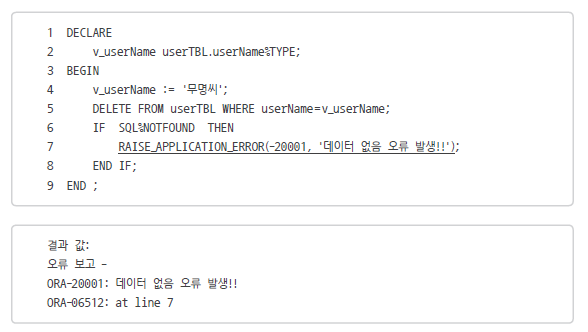 1 DECLARE
2 v_userName userTBL.userName%TYPE;
3 BEGIN
4 v_userName := '무명씨';
5 DELETE FROM userTBL WHERE userName=v_userName;
6 IF SQL%NOTFOUND THEN
7 RAISE_APPLICATION_ERROR(-20001, '데이터 없음 오류 발생!!');
8 END IF;
9 END ;
결과 값:
오류 보고 -
ORA-20001: 데이터 없음 오류 발생!!
ORA-06512: at line 7